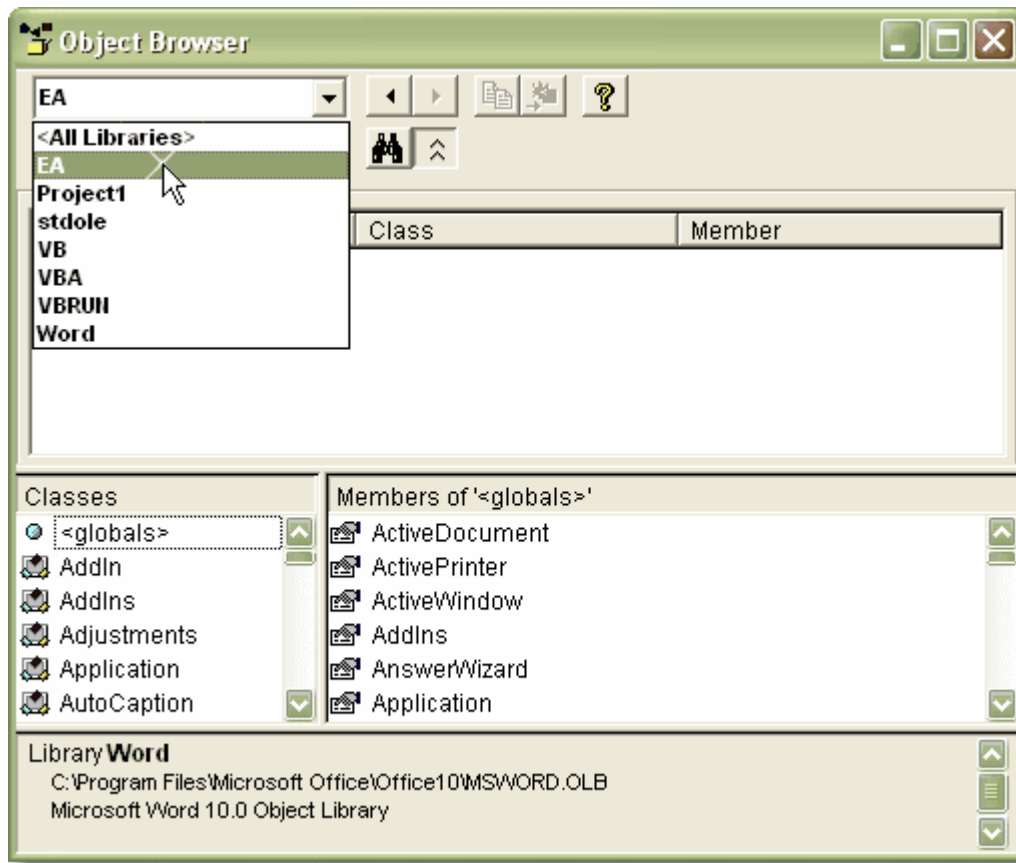 Object Browser
EA
<All Libraries>
EA
Project1
stdole
VB
VBA
VBRUN
Word
Class Member
Classes
<globals>
AddIn
AddIns
Adjustments
Application
AutoCaption
Members of '<globals>'
ActiveDocument
ActivePrinter
ActiveWindow
AddIns
AnswerWizard
Application
Library Word
C:\Program Files\Microsoft Office\Office10\MSWORD.OLB
Microsoft Word 10.0 Object Library